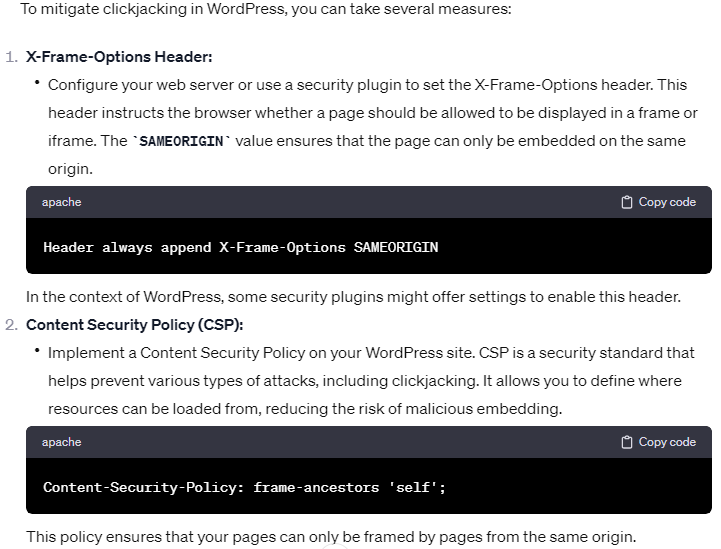 To mitigate clickjacking in WordPress, you can take several measures:
1. X-Frame-Options Header:
• Configure your web server or use a security plugin to set the X-Frame-Options header. This
header instructs the browser whether a page should be allowed to be displayed in a frame or
iframe. The `SAMEORIGIN` value ensures that the page can only be embedded on the same
origin.
apache Copy code
Header always append X-Frame-Options SAMEORIGIN
In the context of WordPress, some security plugins might offer settings to enable this header.
2. Content Security Policy (CSP):
• Implement a Content Security Policy on your WordPress site. CSP is a security standard that
helps prevent various types of attacks, including clickjacking. It allows you to define where
resources can be loaded from, reducing the risk of malicious embedding.
apache Copy code
Content-Security-Policy: frame-ancestors 'self';
This policy ensures that your pages can only be framed by pages from the same origin.